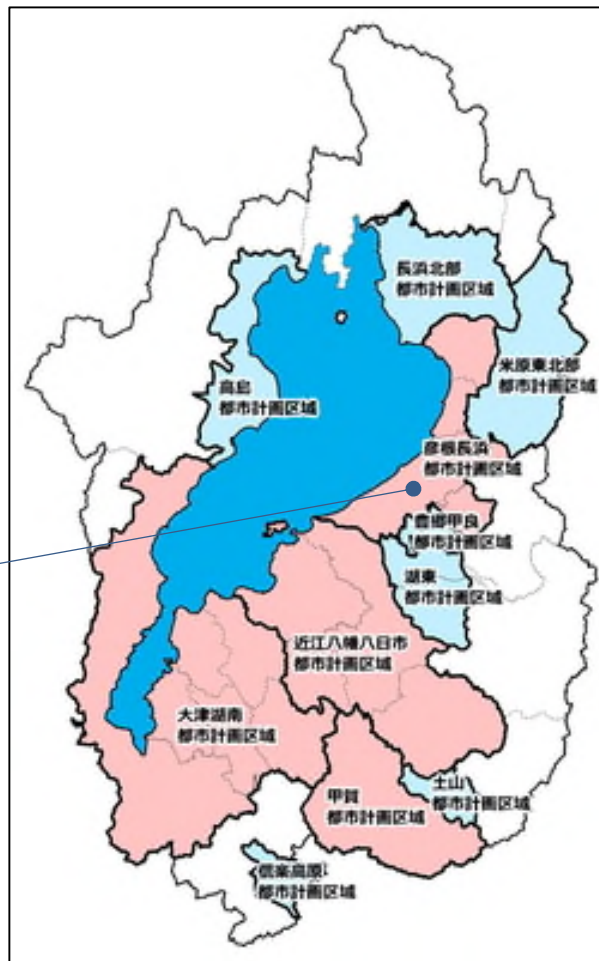 長浜北部
都市計画区域
米原東北部
都市計画区域
高島
都市計画区域
彦根長浜
都市計画区域
豊郷甲良
都市計画区域
湖東
都市計画区域
近江八幡八日市
都市計画区域
大津湖南
都市計画区域
甲賀
都市計画区域
土山
都市計画区域
信楽高原
都市計画区域